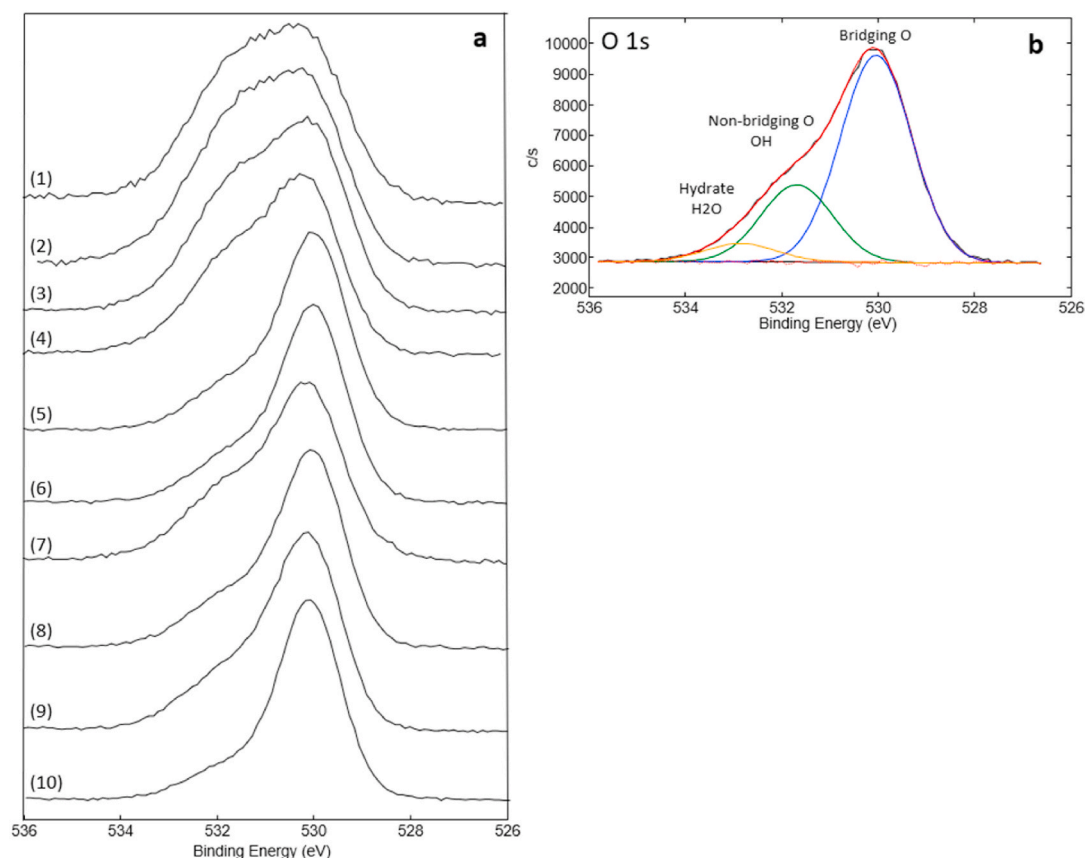 a
(1)
(2)
(3)
(4)
(5)
(6)
(7)
(8)
(9)
(10)
536 534 532 530 528 526
Binding Energy (eV)
O 1s
Bridging O
b
Non-bridging O
OH
Hydrate
H2O
c/s
10000
9000
8000
7000
6000
5000
4000
3000
2000
536 534 532 530 528
Binding Energy (eV)